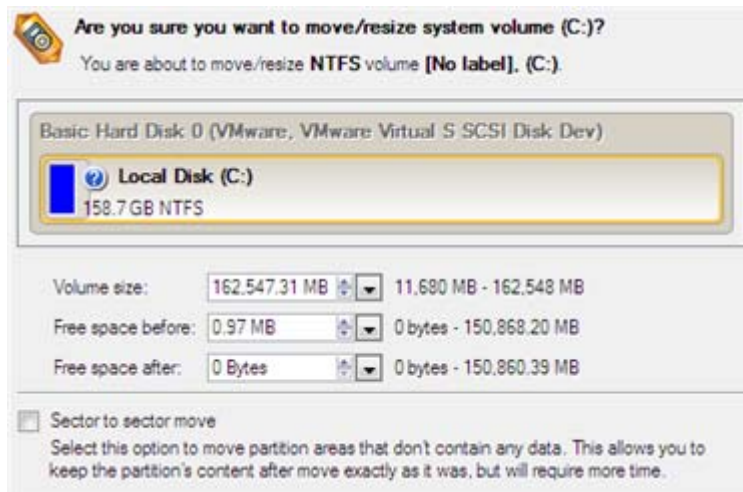 Are you sure you want to move/resize system volume (C:)?
You are about to move/resize NTFS volume [No label], (C:).
Basic Hard Disk 0 (VMware, VMware Virtual S SCSI Disk Dev)
Local Disk (C:)
158.7 GB NTFS
Volume size: 162,547.31 MB 11,680 MB - 162,548 MB
Free space before: 0.97 MB 0 bytes - 150,868.20 MB
Free space after: 0 Bytes 0 bytes - 150,860.39 MB
Sector to sector move
Select this option to move partition areas that don't contain any data. This allows you to
keep the partition's content after move exactly as it was, but will require more time.